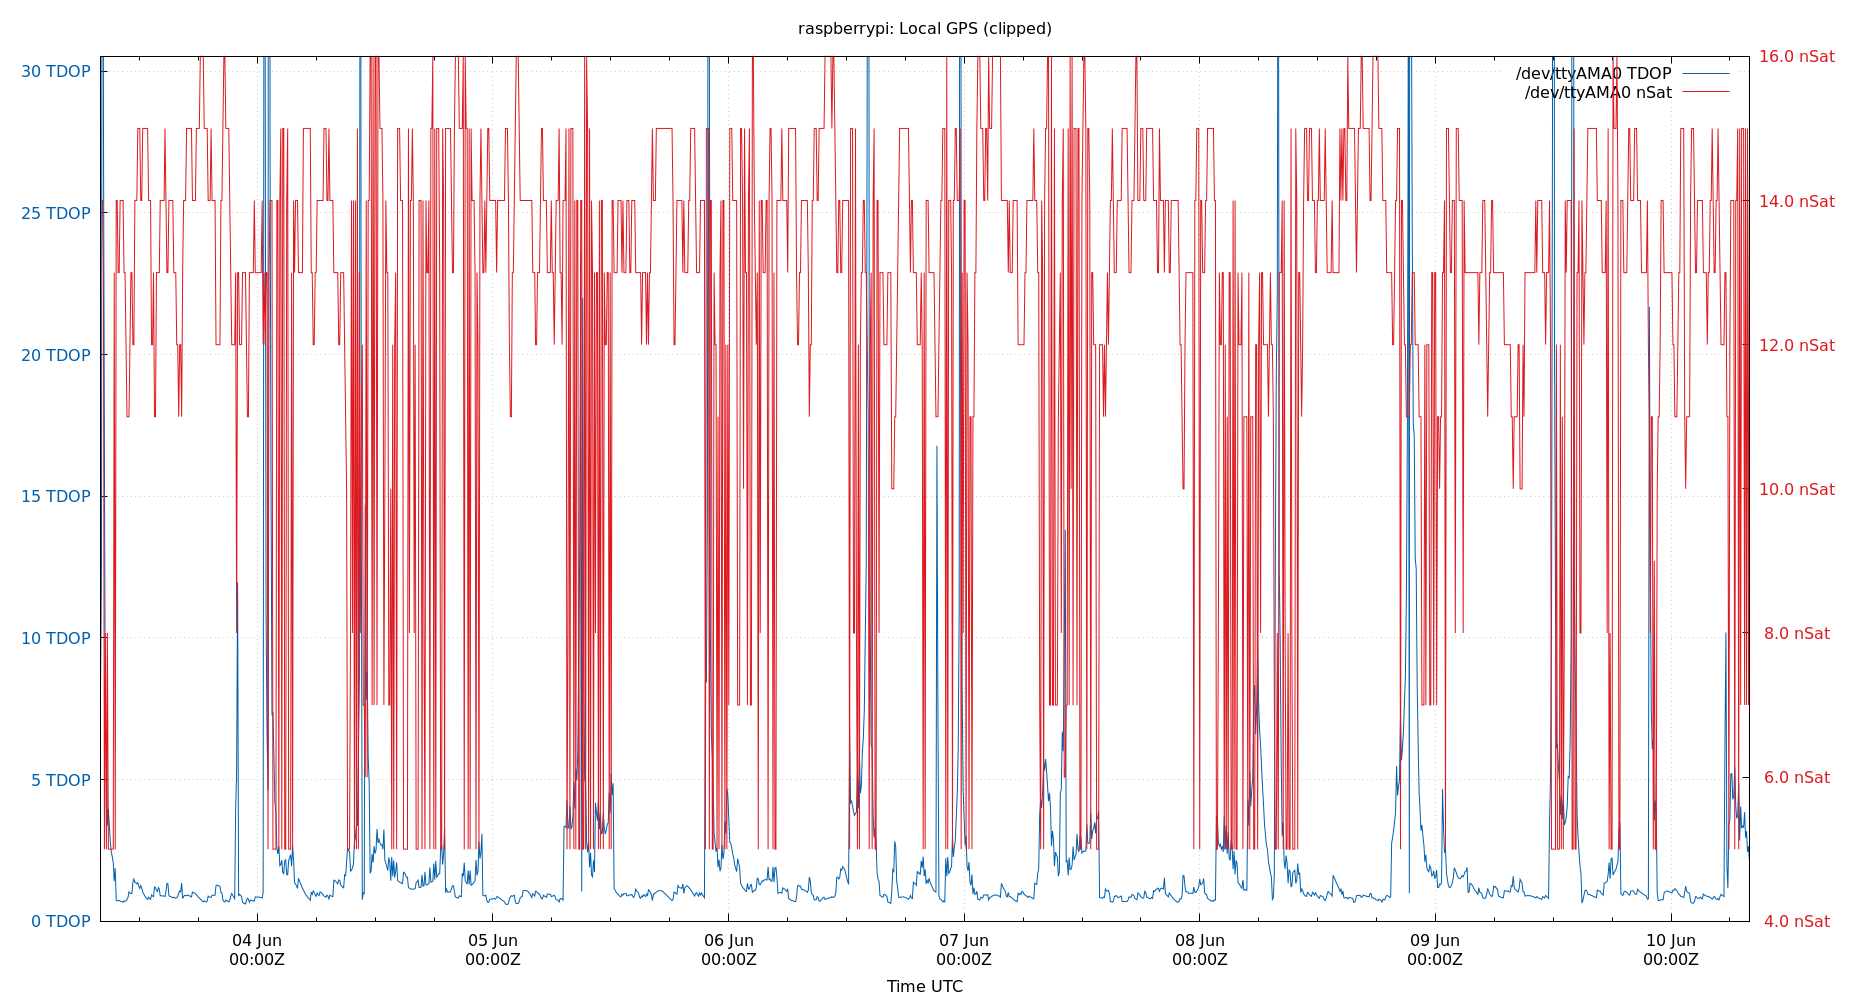 raspberrypi: Local GPS (clipped)
30 TDOP
25 TDOP
20 TDOP
15 TDOP
10 TDOP
5 TDOP
0 TDOP
16.0 nSat
14.0 nSat
12.0 nSat
10.0 nSat
8.0 nSat
6.0 nSat
4.0 nSat
/dev/ttyAMA0 TDOP
/dev/ttyAMA0 nSat
04 Jun
00:00Z
05 Jun
00:00Z
06 Jun
00:00Z
07 Jun
00:00Z
08 Jun
00:00Z
09 Jun
00:00Z
10 Jun
00:00Z
Time UTC